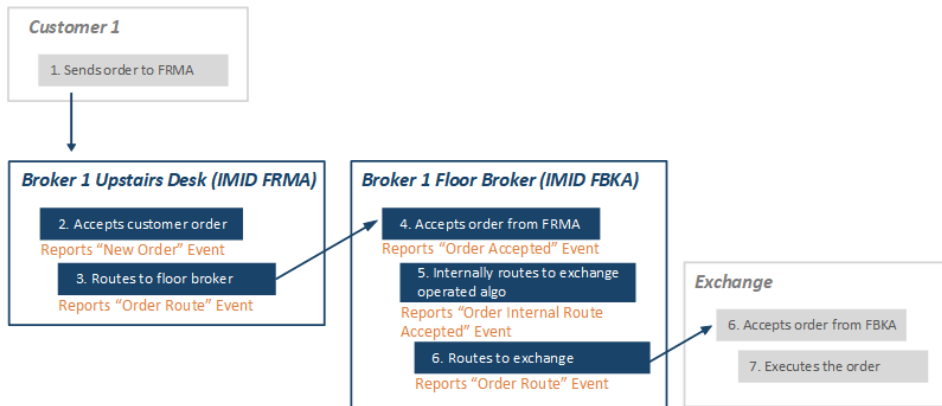 Customer 1
1. Sends order to FRMA
Broker 1 Upstairs Desk (IMID FRMA)
2. Accepts customer order
Reports “New Order” Event
3. Routes to floor broker
Reports “Order Route” Event
Broker 1 Floor Broker (IMID FBKA)
4. Accepts order from FRMA
Reports “Order Accepted” Event
5. Internally routes to exchange
operated algo
Reports “Order Internal Route
Accepted” Event
6. Routes to exchange
Reports “Order Route” Event
Exchange
6. Accepts order from FBKA
7. Executes the order